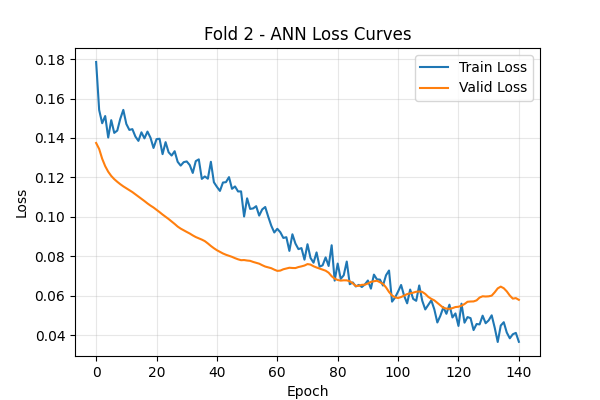 Fold 2 - ANN Loss Curves
Train Loss
Valid Loss
Loss
0.18
0.16
0.14
0.12
0.10
0.08
0.06
0.04
0 20 40 60 80 100 120 140
Epoch